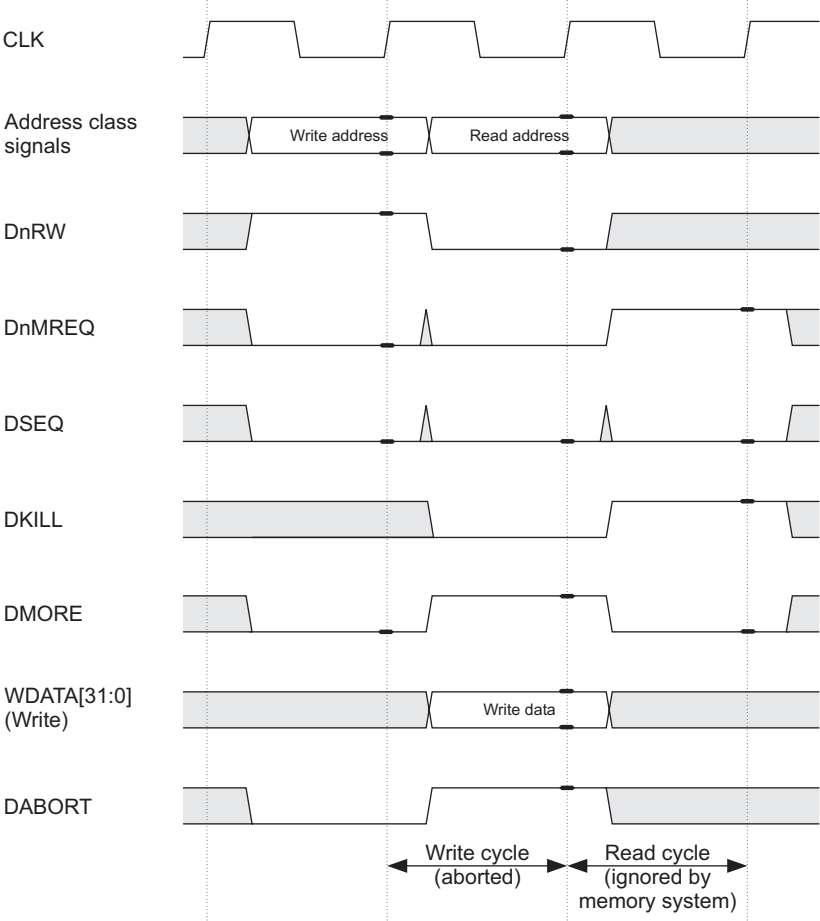 CLK
Address class
signals
Write address
Read address
DnRW
DnMREQ
DSEQ
DKILL
DMORE
WDATA[31:0]
(Write)
Write data
DABORT
Write cycle
(aborted)
Read cycle
(ignored by
memory system)